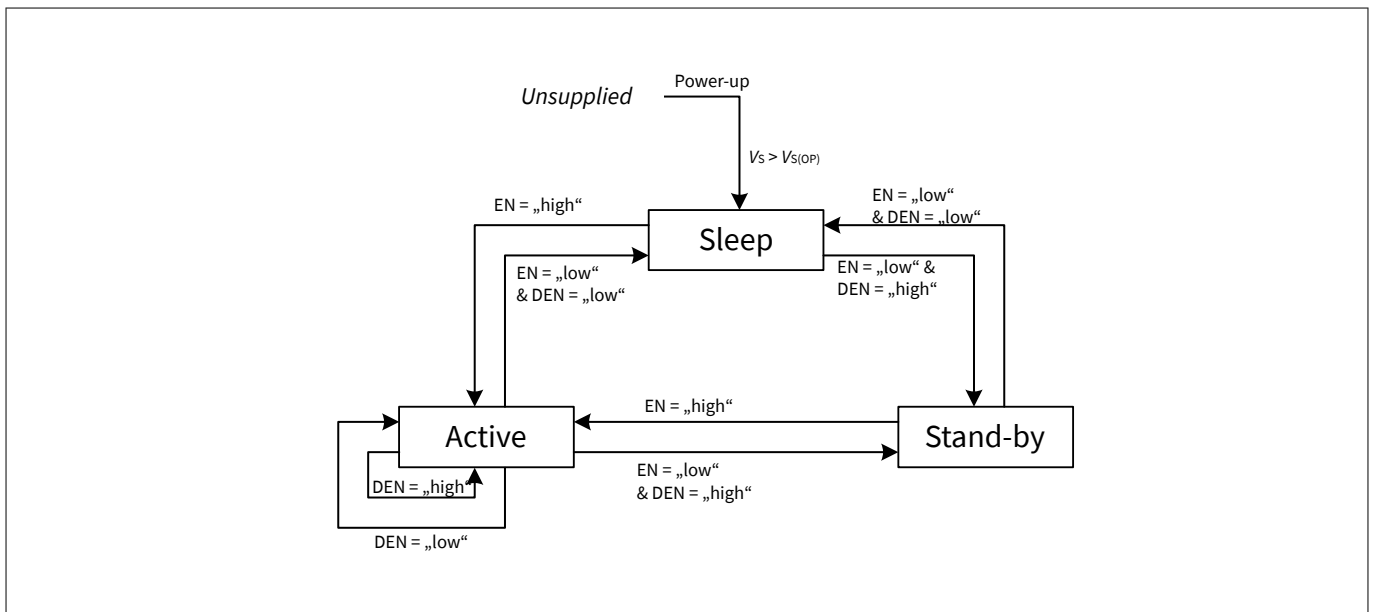 Power-up
Unsupplied
VS > VS(OP)
EN = „high“
EN = „low“
& DEN = „low“
Sleep
EN = „low“
& DEN = „low“
EN = „low“ &
DEN = „high“
EN = „high“
Active
Stand-by
EN = „low“
& DEN = „high“
DEN = „high“
DEN = „low“